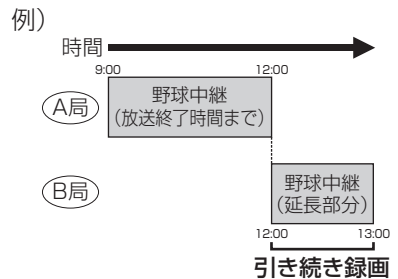 例）
時間
9:00 12:00
A局
野球中継
（放送終了時間まで）
B局
野球中継
（延長部分）
12:00 13:00
引き続き録画